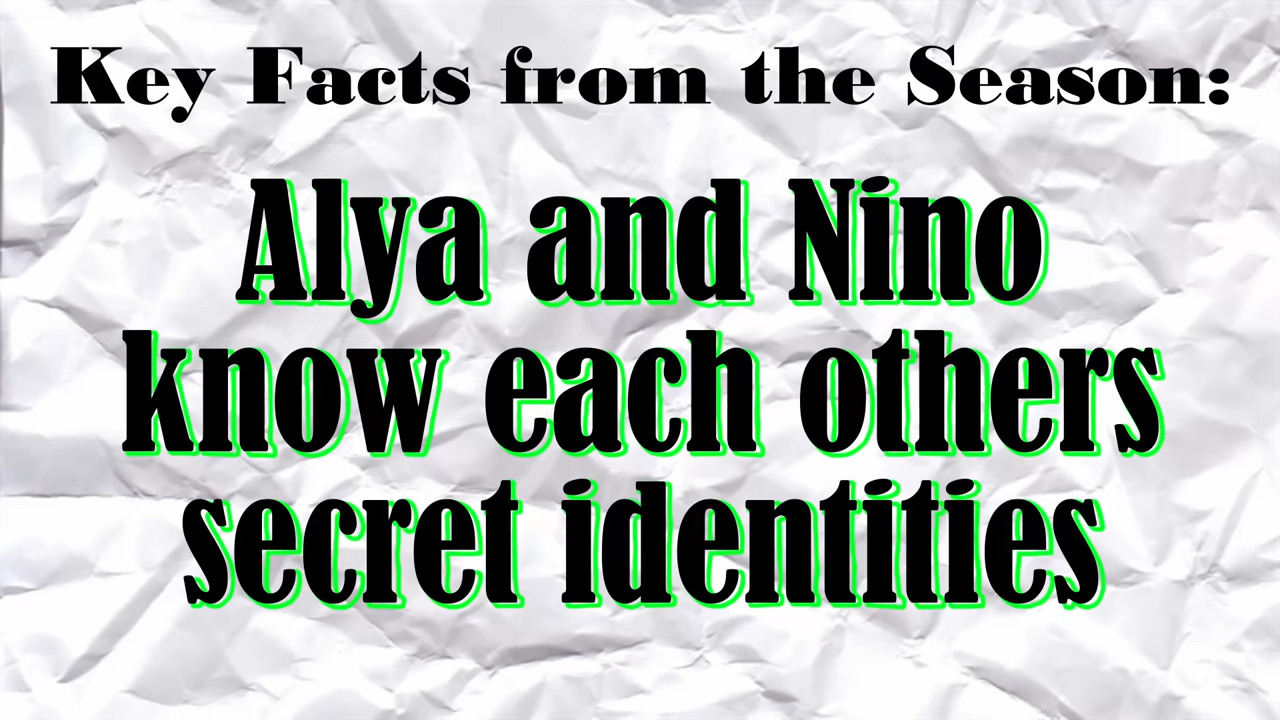 Key Facts from the Season:
Alya and Nino
know each others
secret identities